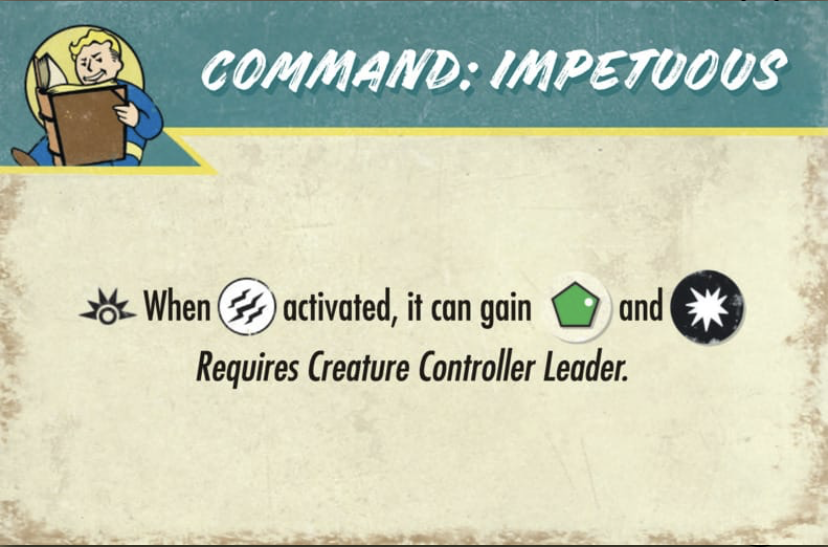 COMMAND: IMPETUOUS
When activated, it can gain and
Requires Creature Controller Leader.